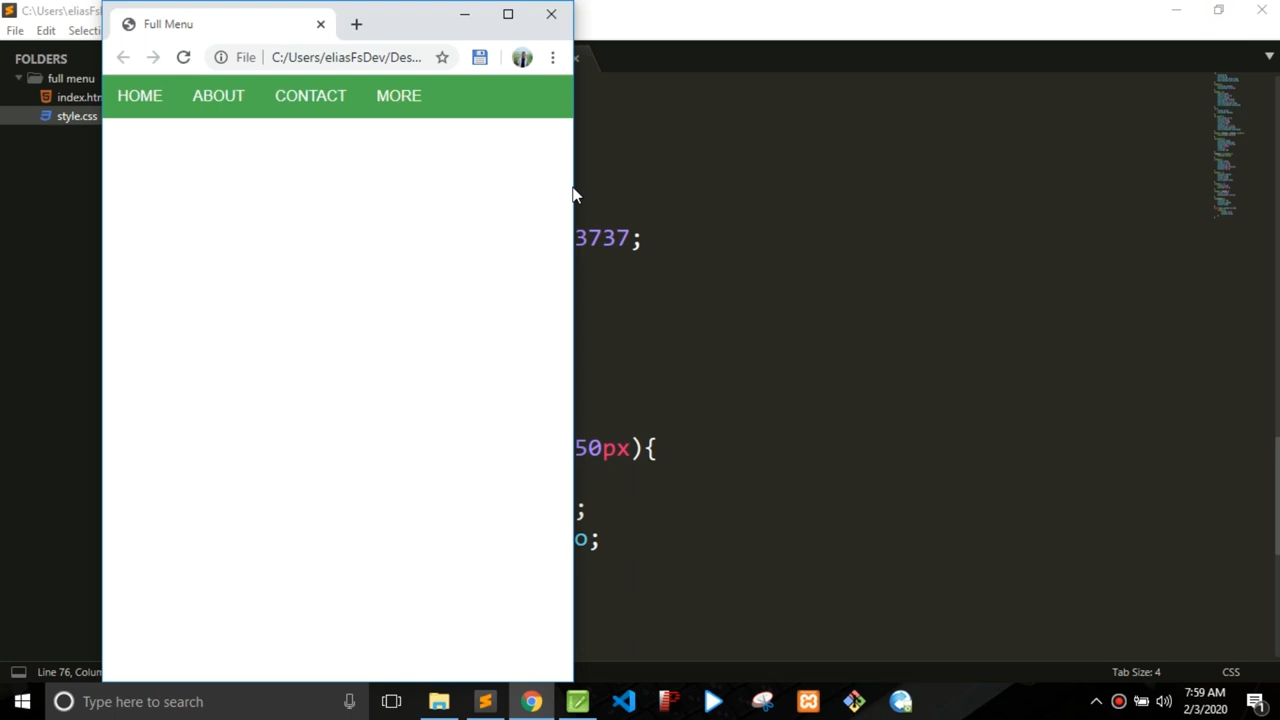 C:\Users\eliasFs
Full Menu
File Edit Selecti
File C:/Users/eliasFsDev/Des...
FOLDERS
full menu
index.htm
style.css
HOME ABOUT CONTACT MORE
3737;
50px){
;
o;
Line 76, Colum
Tab Size: 4
CSS
Type here to search
7:59 AM
2/3/2020
1